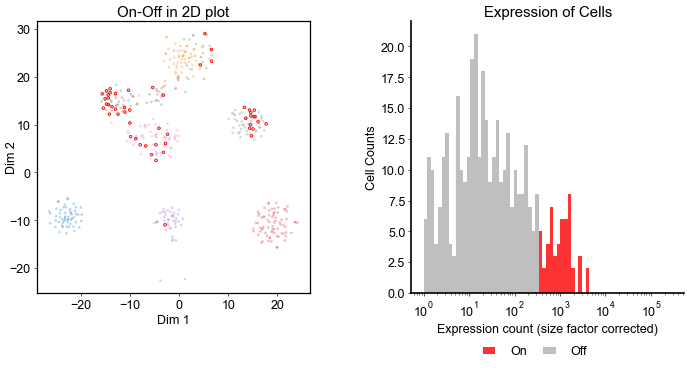 On-Off in 2D plot
30
20
10
0
−10
−20
Dim 2
−20 −10 0 10 20
Dim 1
Expression of Cells
20.0
17.5
15.0
12.5
10.0
7.5
5.0
2.5
0.0
Cell Counts
10⁰ 10¹ 10² 10³ 10⁴ 10⁵
Expression count (size factor corrected)
On Off